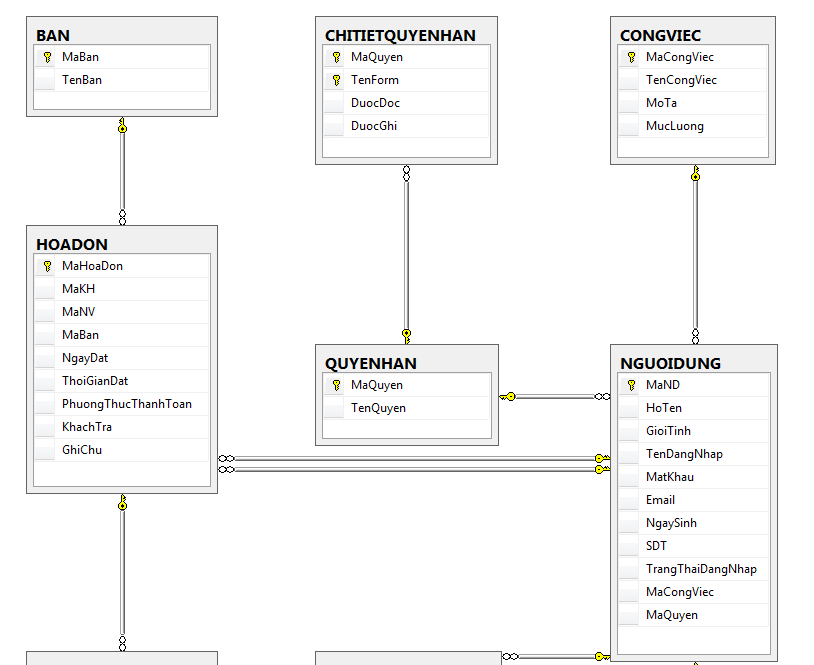 BAN
MaBan
TenBan
CHITIETQUYENHAN
MaQuyen
TenForm
DuocDoc
DuocGhi
CONGVIEC
MaCongViec
TenCongViec
MoTa
MucLuong
HOADON
MaHoaDon
MaKH
MaNV
MaBan
NgayDat
ThoiGianDat
PhuongThucThanhToan
KhachTra
GhiChu
QUYENHAN
MaQuyen
TenQuyen
NGUOIDUNG
MaND
HoTen
GioiTinh
TenDangNhap
MatKhau
Email
NgaySinh
SDT
TrangThaiDangNhap
MaCongViec
MaQuyen